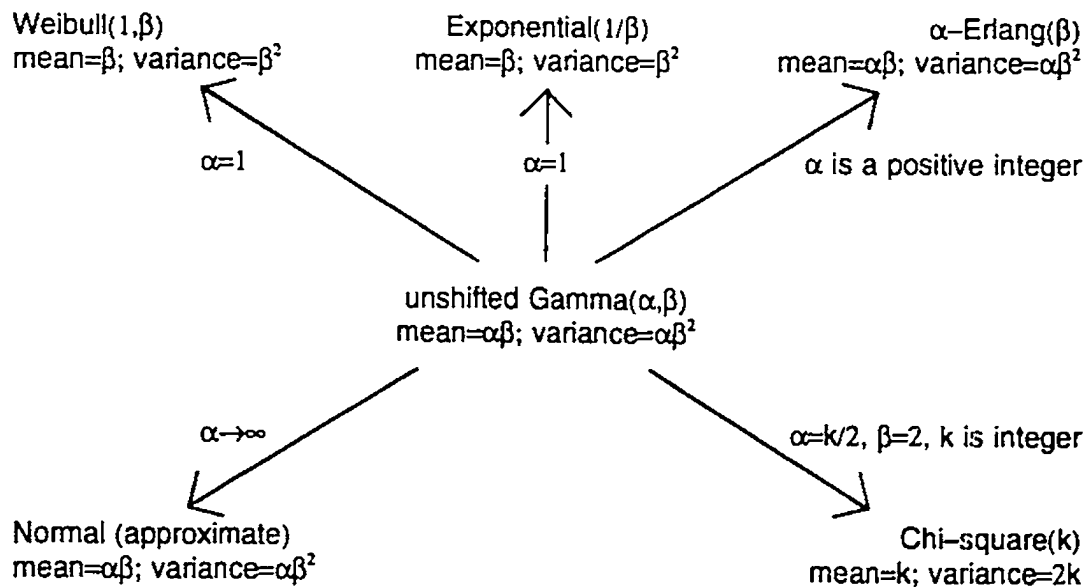 Weibull(1,β)
mean=β; variance=β²
Exponential(1/β)
mean=β; variance=β²
α–Erlang(β)
mean=αβ; variance=αβ²
α=1
α=1
α is a positive integer
unshifted Gamma(α,β)
mean=αβ; variance=αβ²
α→∞
α=k/2, β=2, k is integer
Normal (approximate)
mean=αβ; variance=αβ²
Chi–square(k)
mean=k; variance=2k